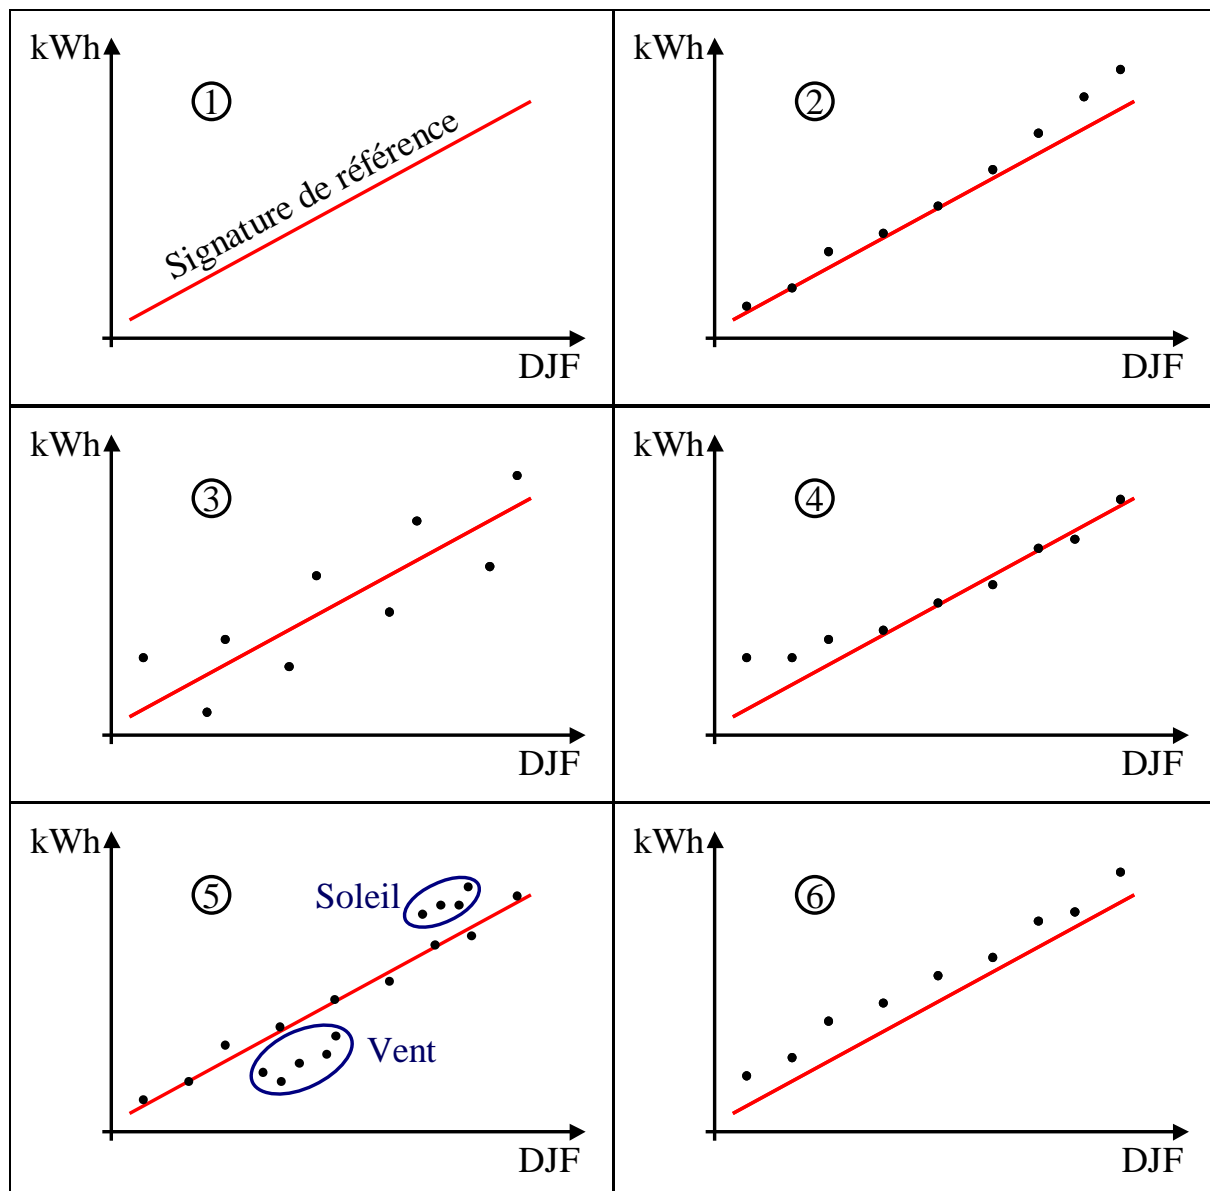 kWh
1
Signature de référence
DJF
kWh
2
DJF
kWh
3
DJF
kWh
4
DJF
kWh
5
Soleil
Vent
DJF
kWh
6
DJF